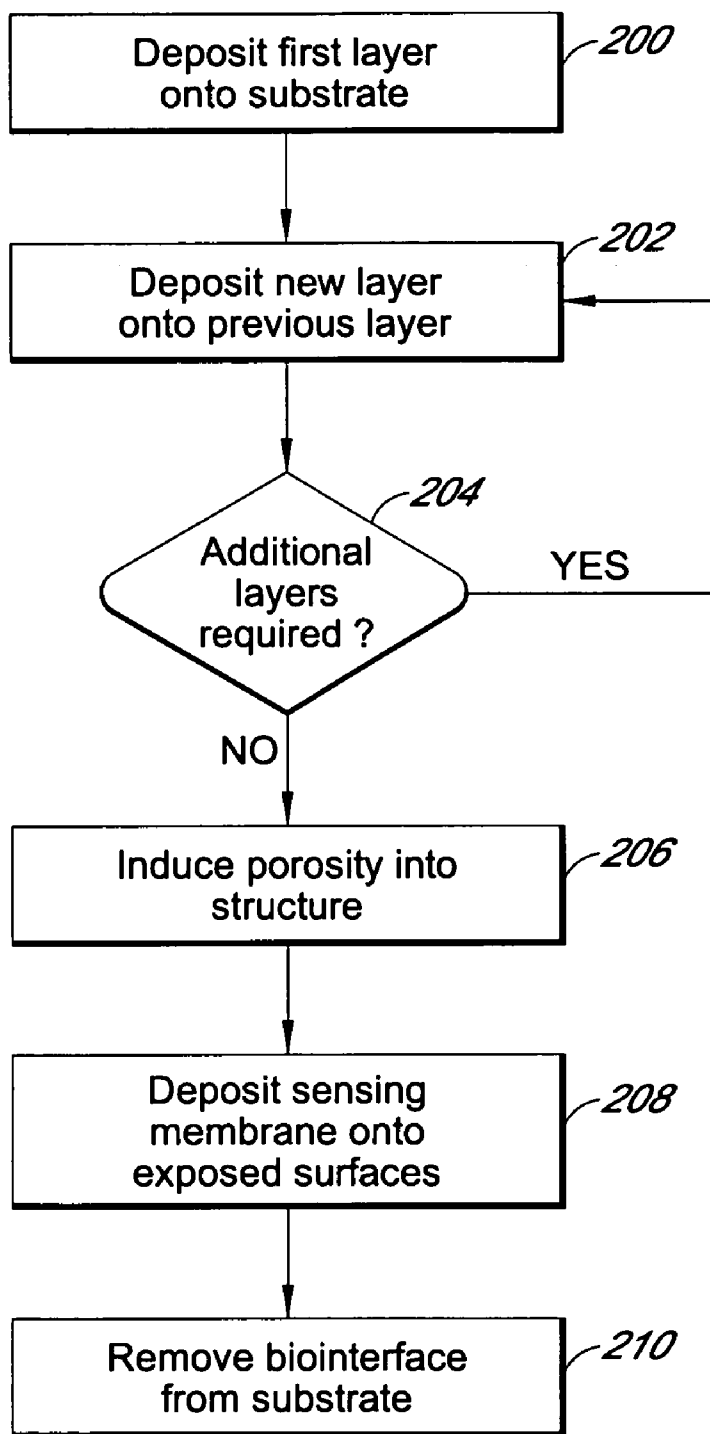 Deposit first layer
onto substrate
200
Deposit new layer
onto previous layer
202
Additional
layers
required ?
204
YES
NO
Induce porosity into
structure
206
Deposit sensing
membrane onto
exposed surfaces
208
Remove biointerface
from substrate
210